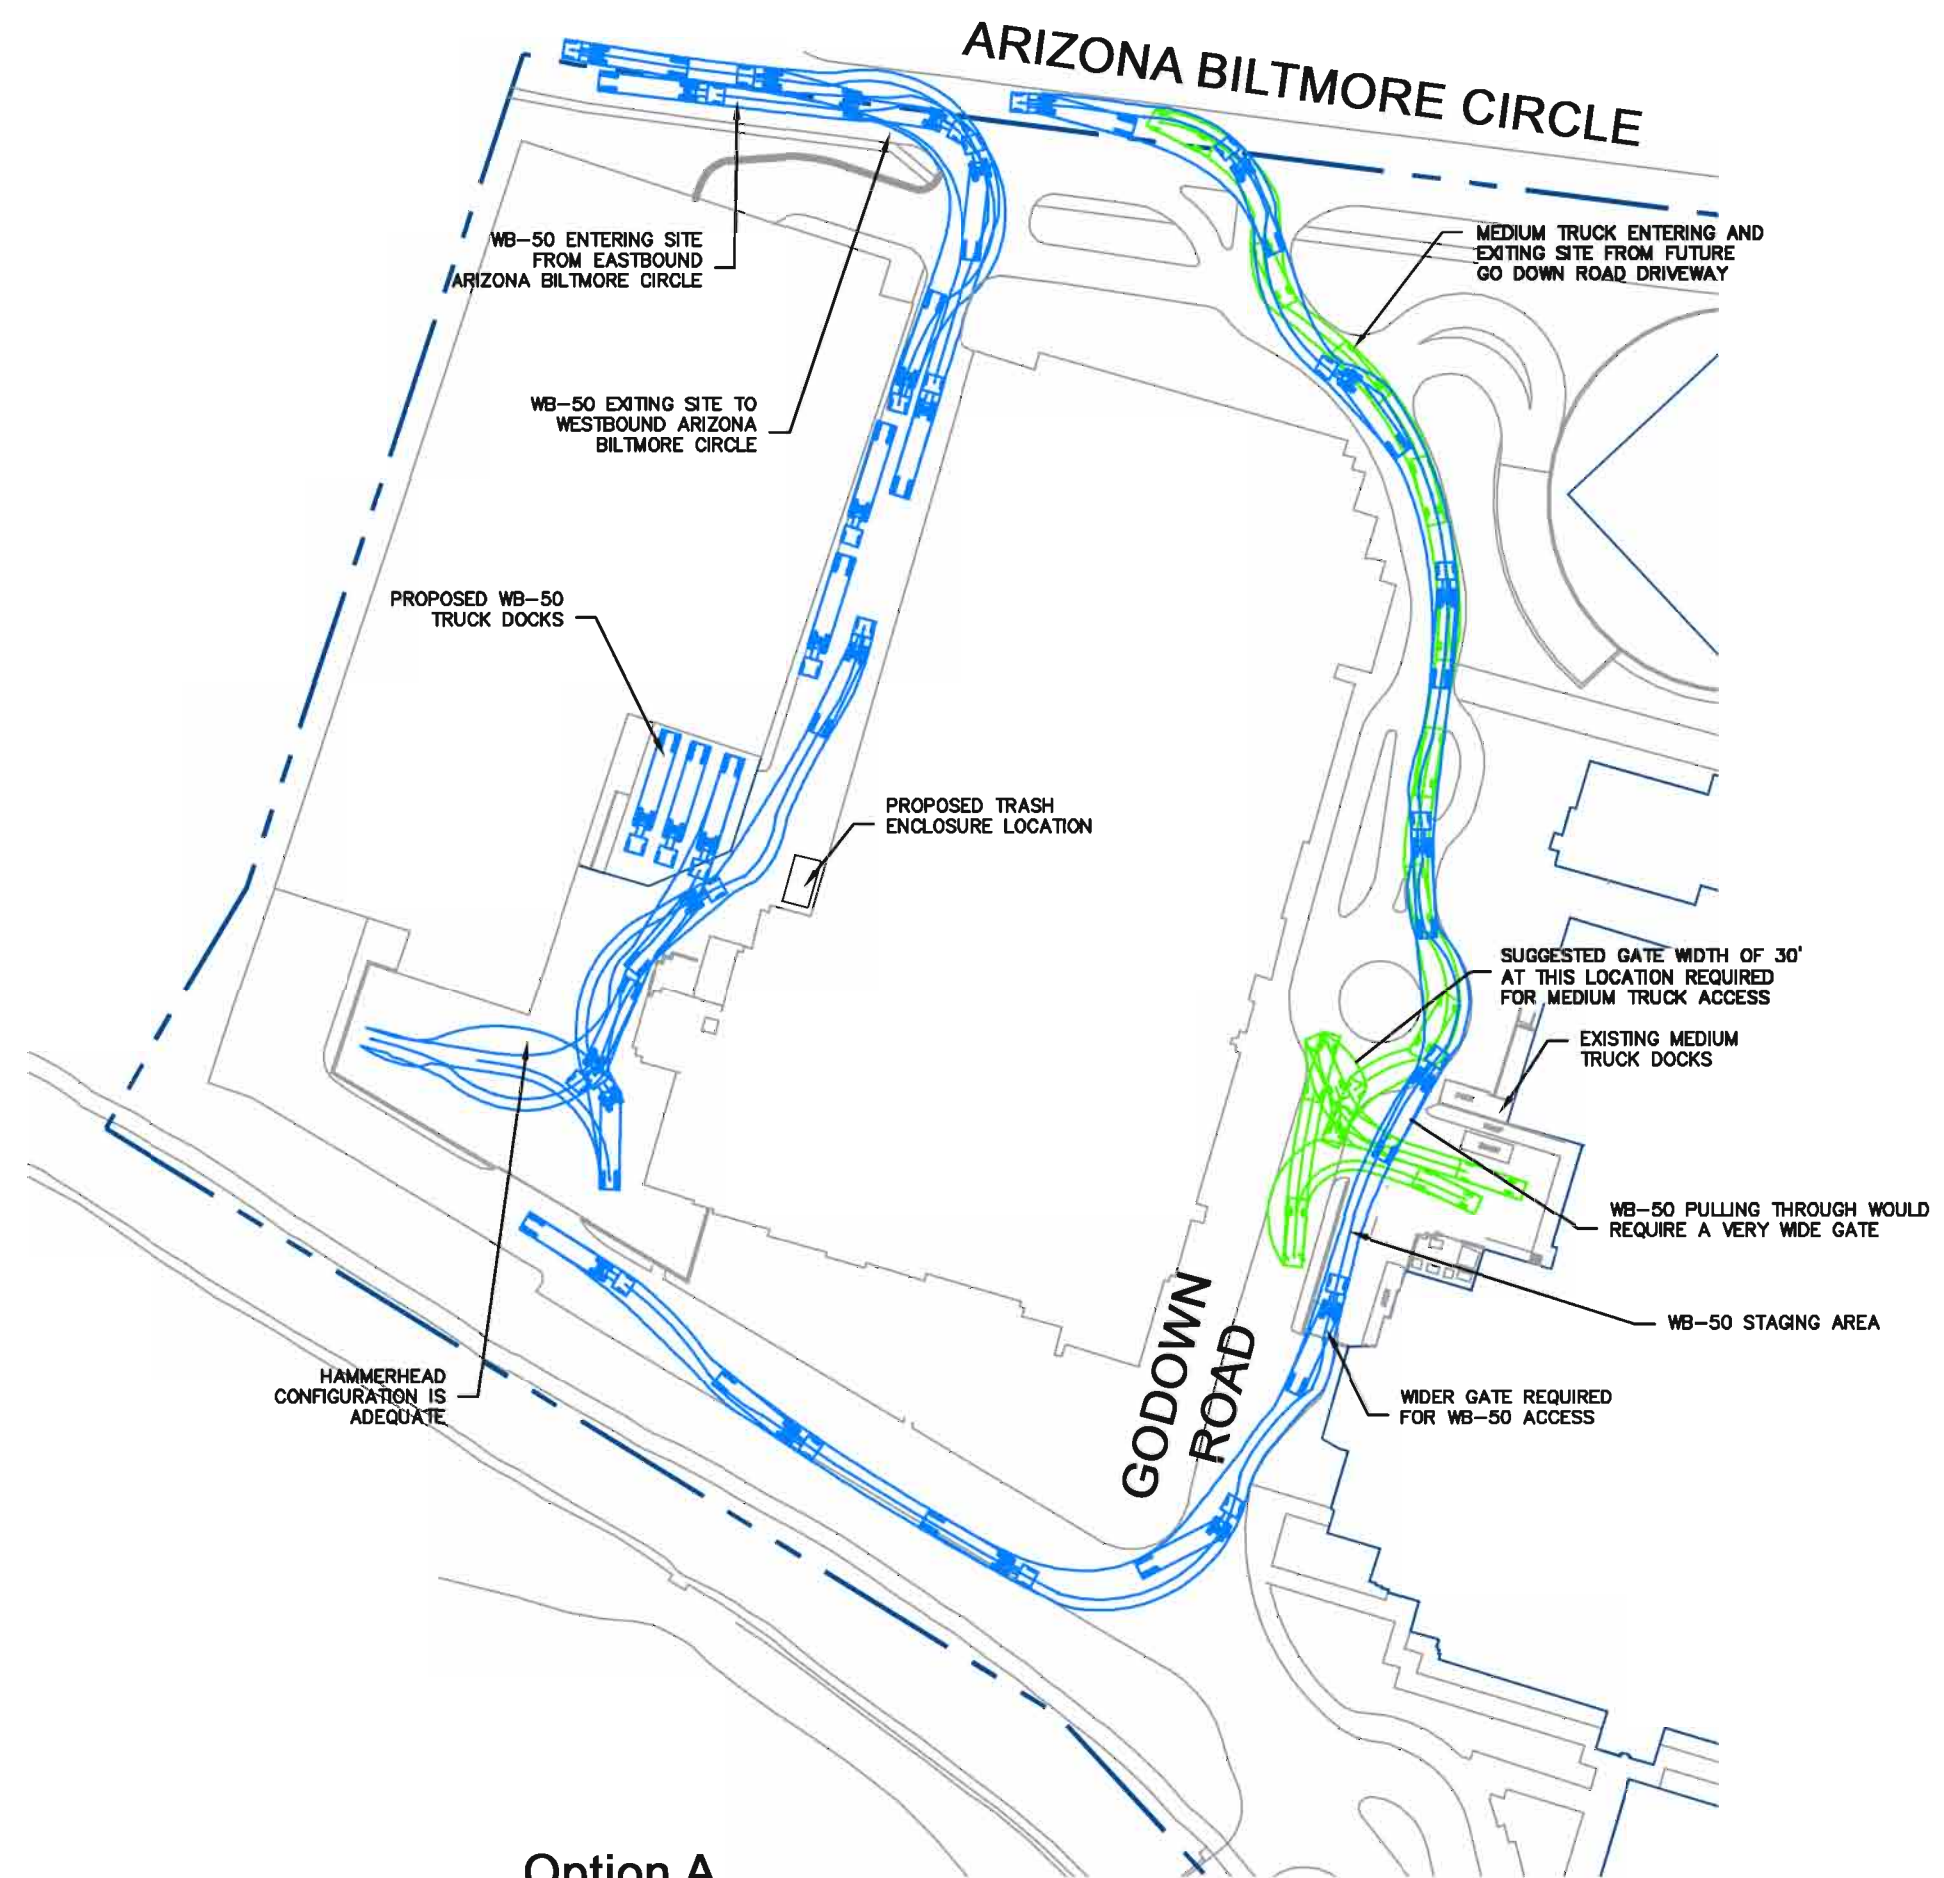 ARIZONA BILTMORE CIRCLE
WB-50 ENTERING SITE
FROM EASTBOUND
ARIZONA BILTMORE CIRCLE
MEDIUM TRUCK ENTERING AND
EXITING SITE FROM FUTURE
GO DOWN ROAD DRIVEWAY
WB-50 EXITING SITE TO
WESTBOUND ARIZONA
BILTMORE CIRCLE
PROPOSED WB-50
TRUCK DOCKS
PROPOSED TRASH
ENCLOSURE LOCATION
SUGGESTED GATE WIDTH OF 30'
AT THIS LOCATION REQUIRED
FOR MEDIUM TRUCK ACCESS
EXISTING MEDIUM
TRUCK DOCKS
WB-50 PULLING THROUGH WOULD
REQUIRE A VERY WIDE GATE
WB-50 STAGING AREA
GODOWN
ROAD
HAMMERHEAD
CONFIGURATION IS
ADEQUATE
WIDER GATE REQUIRED
FOR WB-50 ACCESS
Option A